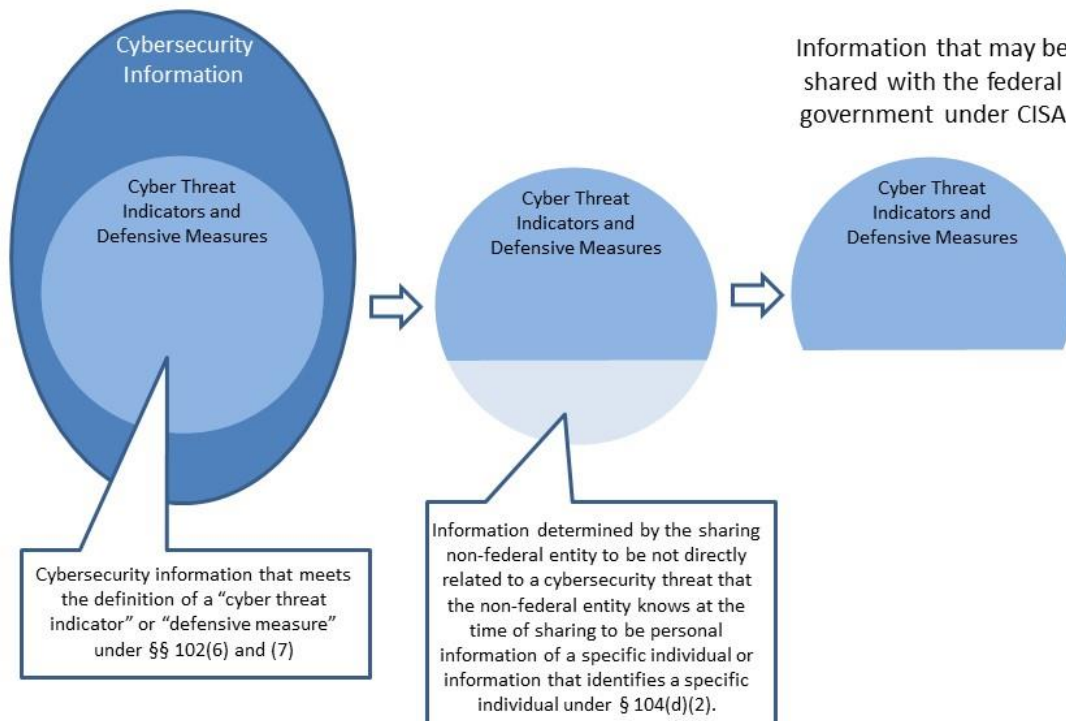 Cybersecurity
Information
Cyber Threat
Indicators and
Defensive Measures
Cybersecurity information that meets
the definition of a “cyber threat
indicator” or “defensive measure”
under §§ 102(6) and (7)
Cyber Threat
Indicators and
Defensive Measures
Information determined by the sharing
non-federal entity to be not directly
related to a cybersecurity threat that
the non-federal entity knows at the
time of sharing to be personal
information of a specific individual or
information that identifies a specific
individual under § 104(d)(2).
Information that may be
shared with the federal
government under CISA
Cyber Threat
Indicators and
Defensive Measures